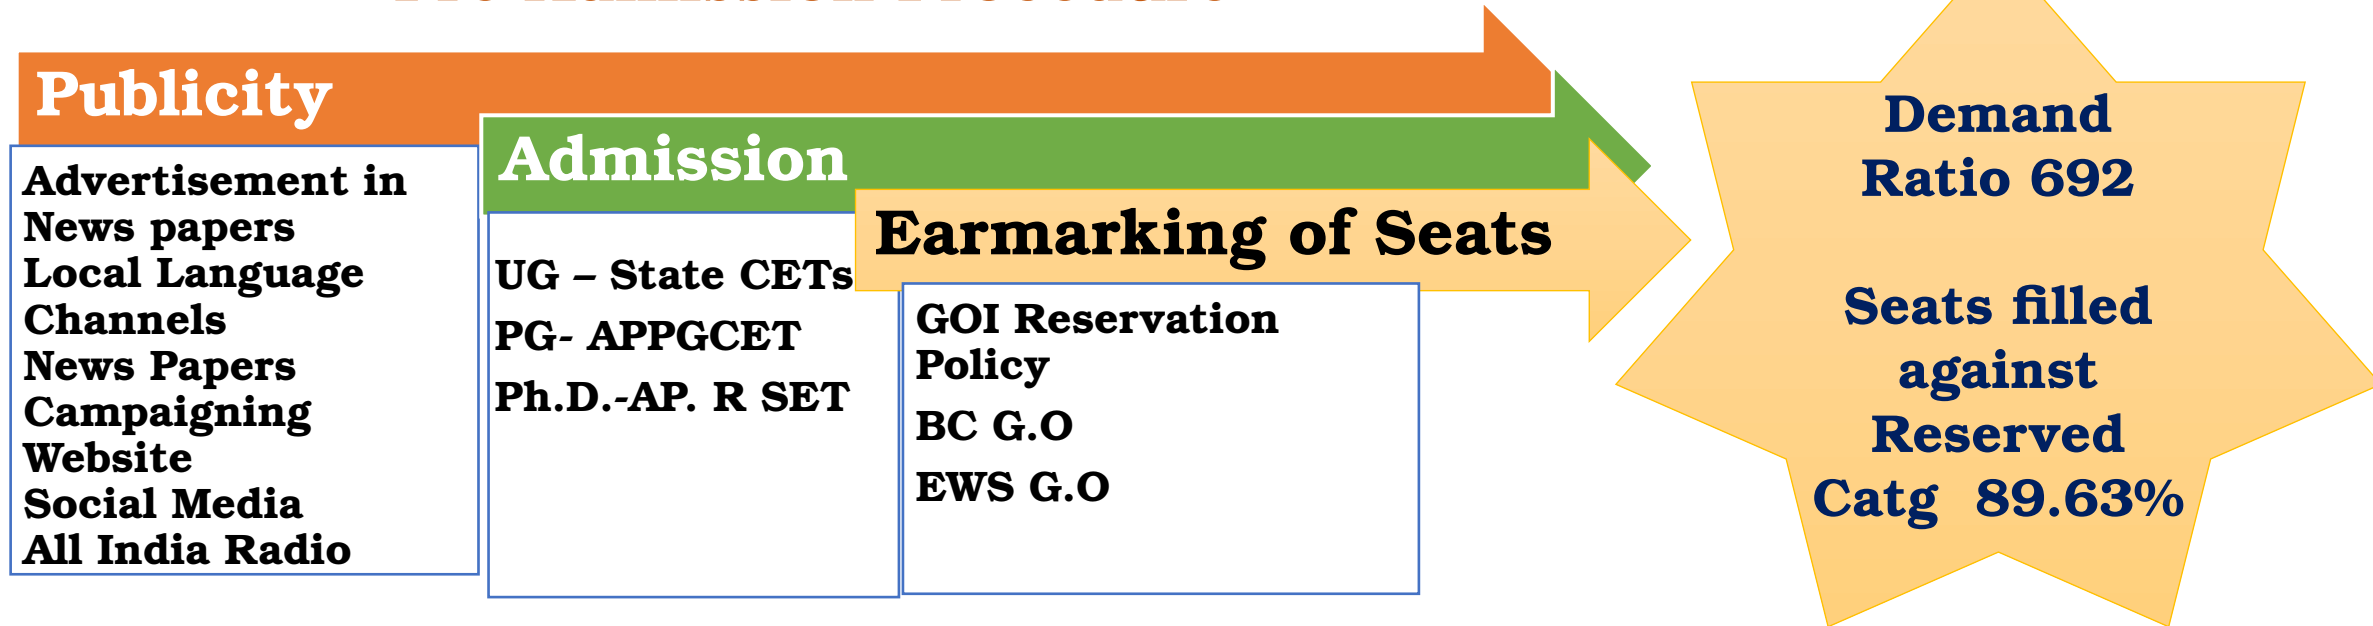 Publicity
Advertisement in
News papers
Local Language
Channels
News Papers
Campaigning
Website
Social Media
All India Radio
Admission
UG – State CETs
PG- APPGCET
Ph.D.-AP. R SET
Earmarking of Seats
GOI Reservation
Policy
BC G.O
EWS G.O
Demand
Ratio 692
Seats filled
against
Reserved
Catg 89.63%